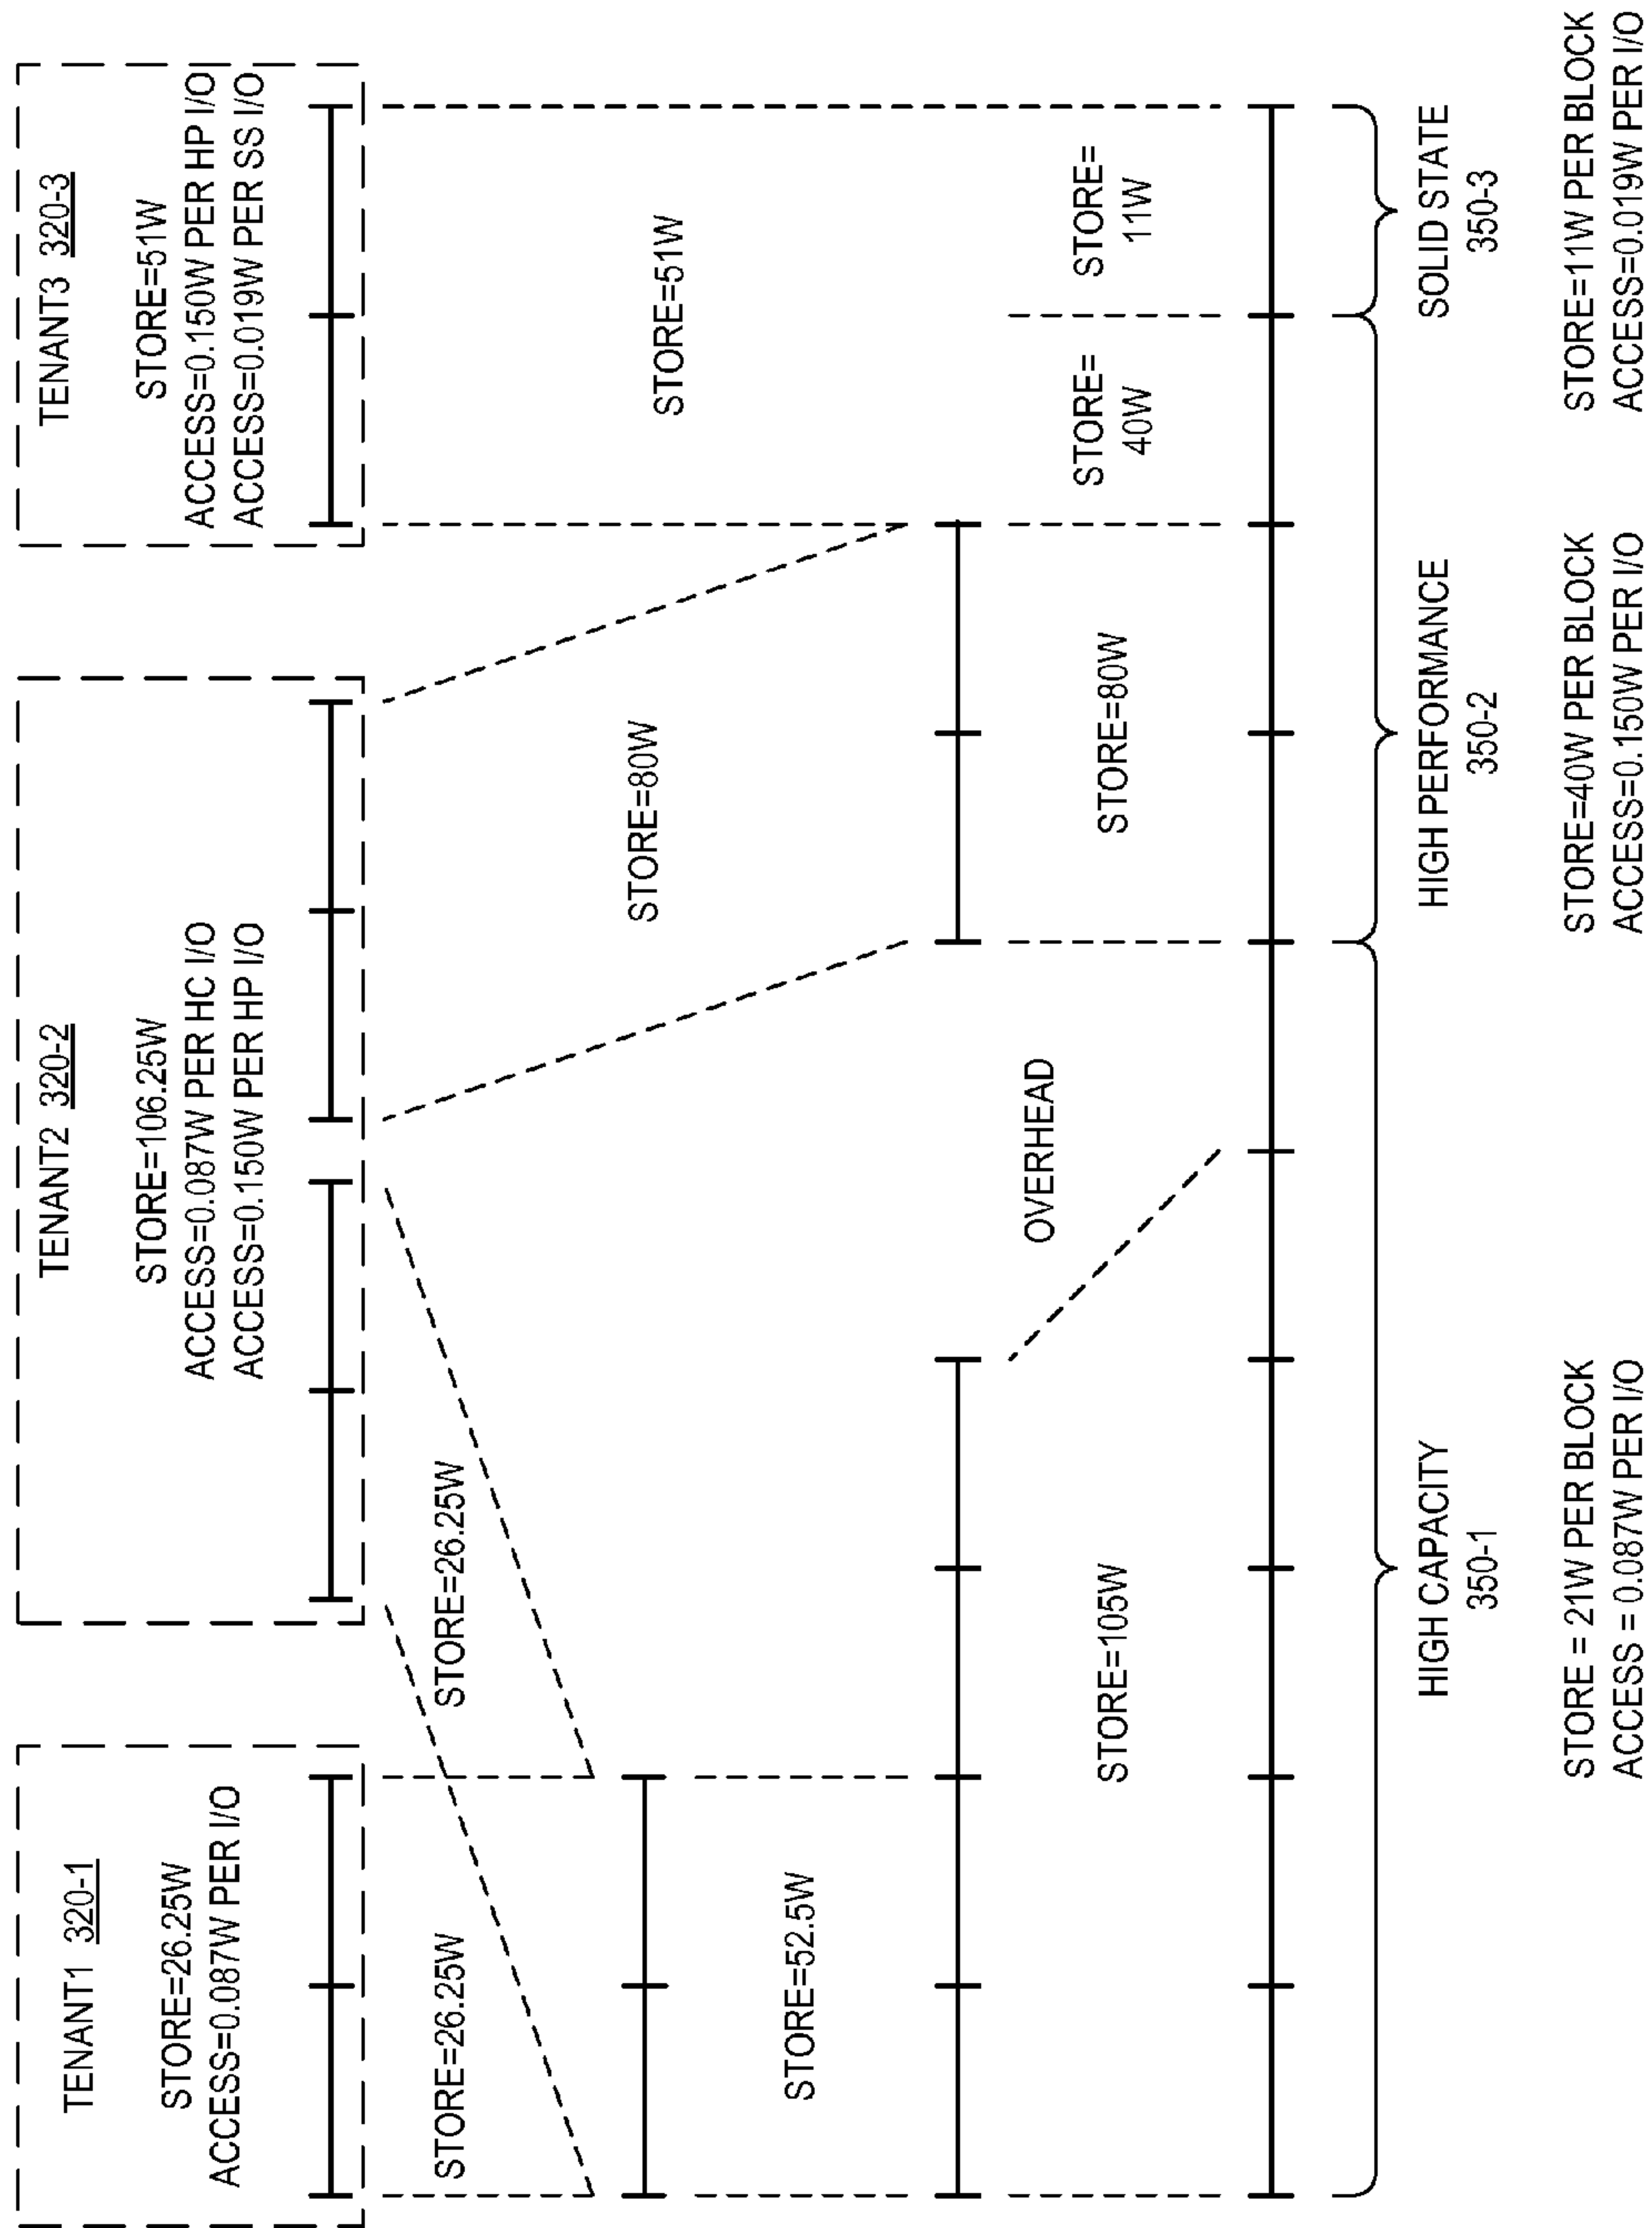 TENANT1 320-1
STORE=26.25W
ACCESS=0.087W PER I/O
TENANT2 320-2
STORE=106.25W
ACCESS=0.087W PER HC I/O
ACCESS=0.150W PER HP I/O
TENANT3 320-3
STORE=51W
ACCESS=0.150W PER HP I/O
ACCESS=0.019W PER SS I/O
STORE=26.25W
STORE=26.25W
STORE=80W
STORE=51W
STORE=52.5W
OVERHEAD
STORE=105W
STORE=80W
STORE=
40W
STORE=
11W
HIGH CAPACITY
350-1
HIGH PERFORMANCE
350-2
SOLID STATE
350-3
STORE = 21W PER BLOCK
ACCESS = 0.087W PER I/O
STORE=40W PER BLOCK
ACCESS=0.150W PER I/O
STORE=11W PER BLOCK
ACCESS=0.019W PER I/O